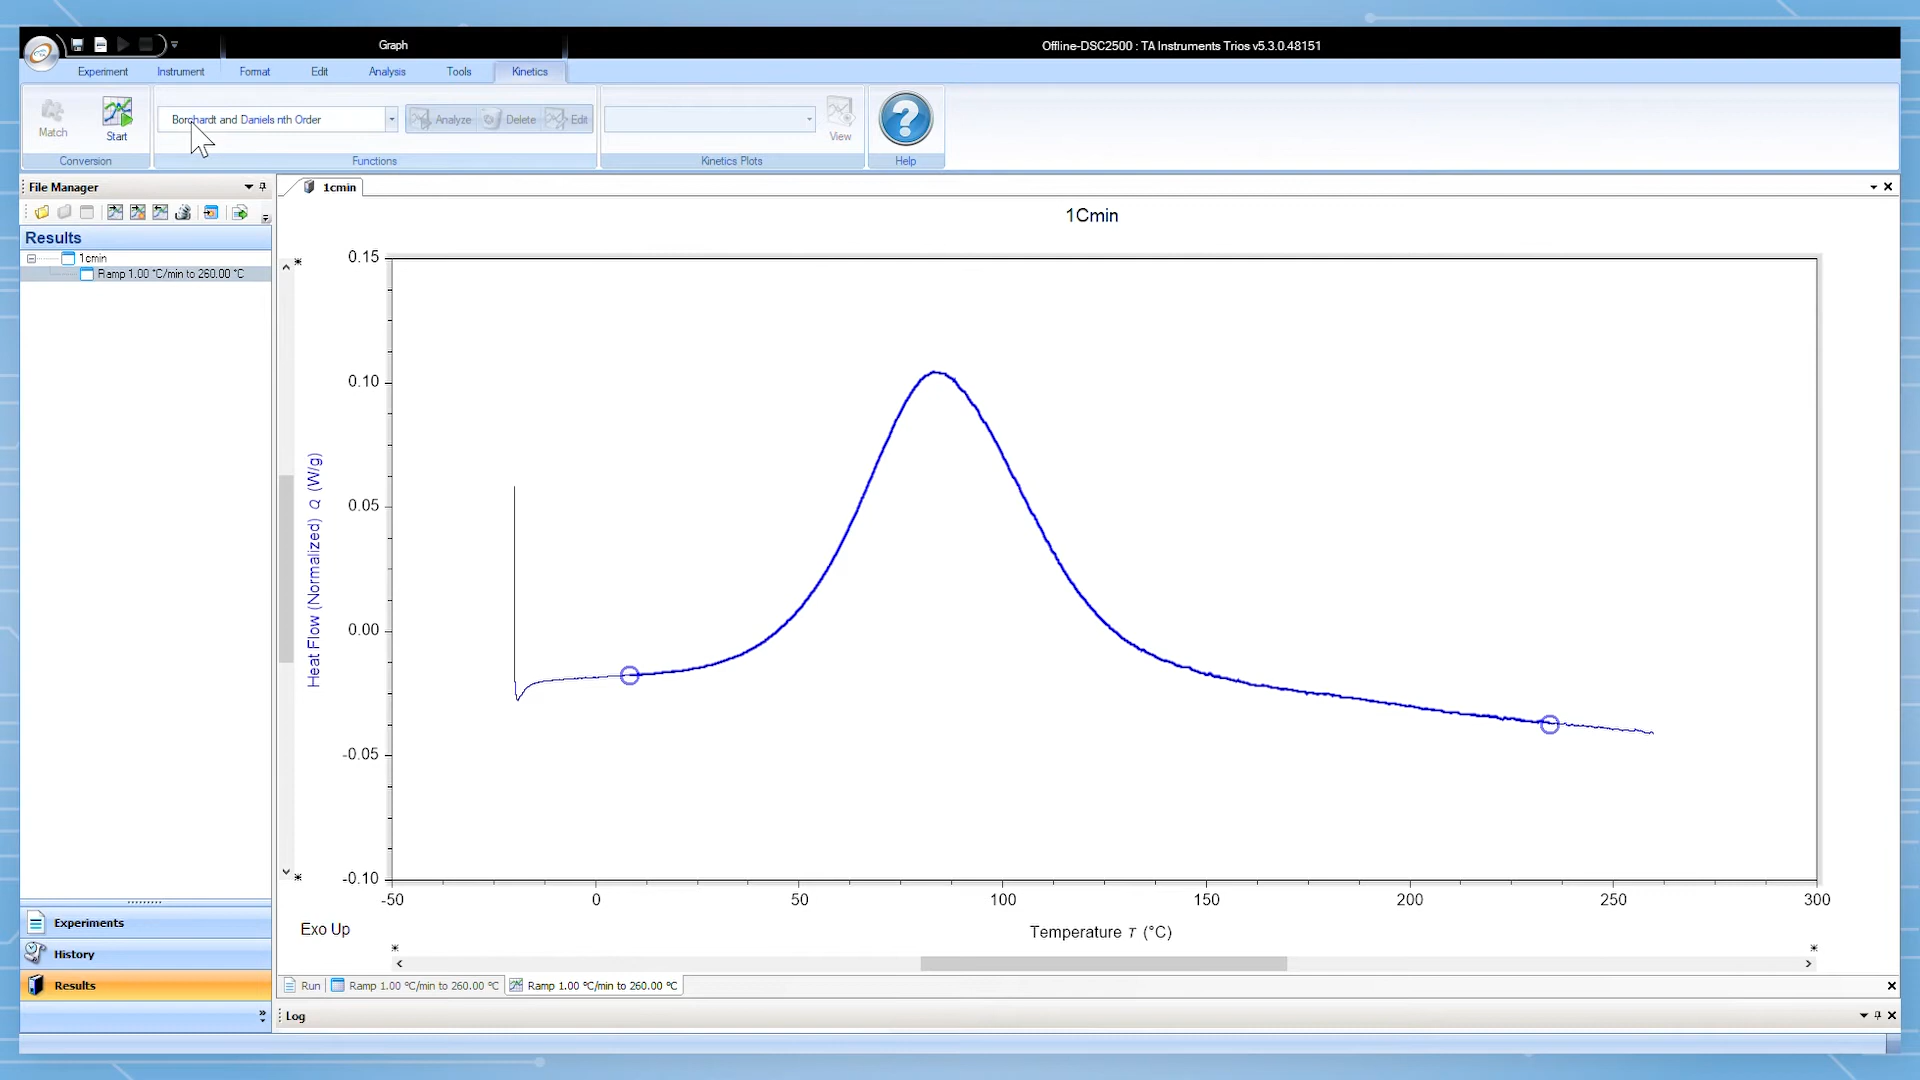 Graph
Offline-DSC2500 : TA Instruments Trios v5.3.0.48151
Experiment
Instrument
Format
Edit
Analysis
Tools
Kinetics
Match
Start
Conversion
Borchardt and Daniels nth Order
Analyze
Delete
Edit
Functions
View
Kinetics Plots
?
Help
File Manager
Results
1cmin
Ramp 1.00 °C/min to 260.00 °C
1cmin
1Cmin
Heat Flow (Normalized) Q (W/g)
0.15
0.10
0.05
0.00
-0.05
-0.10
-50
0
50
100
150
200
250
300
Exo Up
Temperature T (°C)
Run
Ramp 1.00 °C/min to 260.00 °C
Ramp 1.00 °C/min to 260.00 °C
Log
Experiments
History
Results